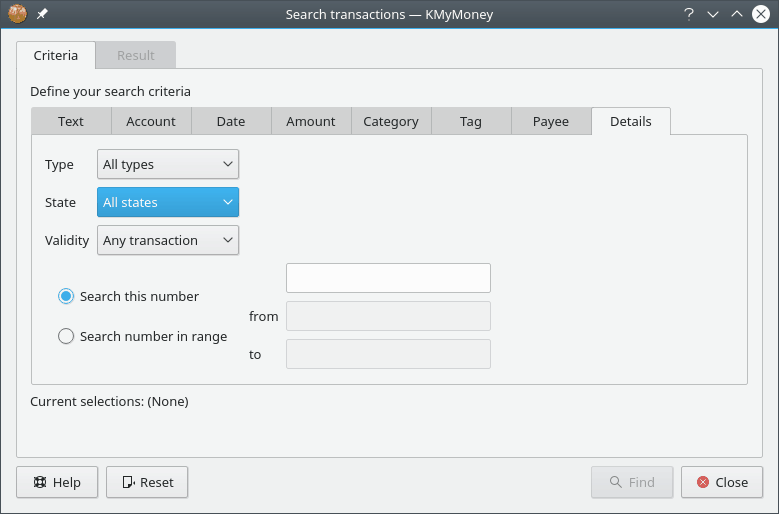 Search transactions — KMyMoney
Criteria Result
Define your search criteria
Text Account Date Amount Category Tag Payee Details
Type All types
State All states
Validity Any transaction
Search this number
from
Search number in range
to
Current selections: (None)
Help Reset Find Close